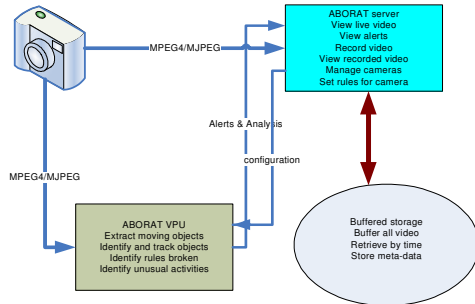 ABORAT server
View live video
View alerts
Record video
View recorded video
Manage cameras
Set rules for camera
MPEG4/MJPEG
Alerts & Analysis
configuration
MPEG4/MJPEG
ABORAT VPU
Extract moving objects
Identify and track objects
Identify rules broken
Identify unusual activities
Buffered storage
Buffer all video
Retrieve by time
Store meta-data